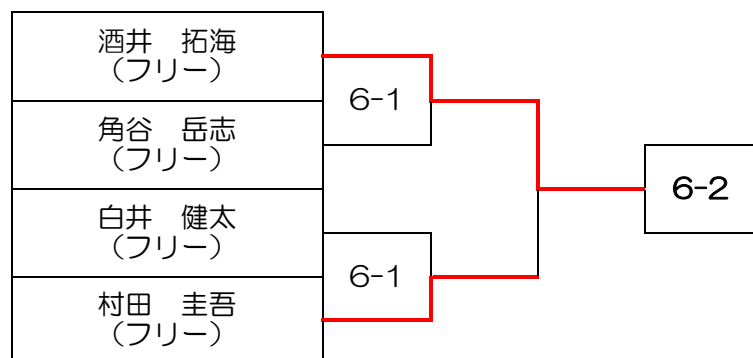 酒井　拓海
（フリー）
角谷　岳志
（フリー）
白井　健太
（フリー）
村田　圭吾
（フリー）
6-1
6-1
6-2